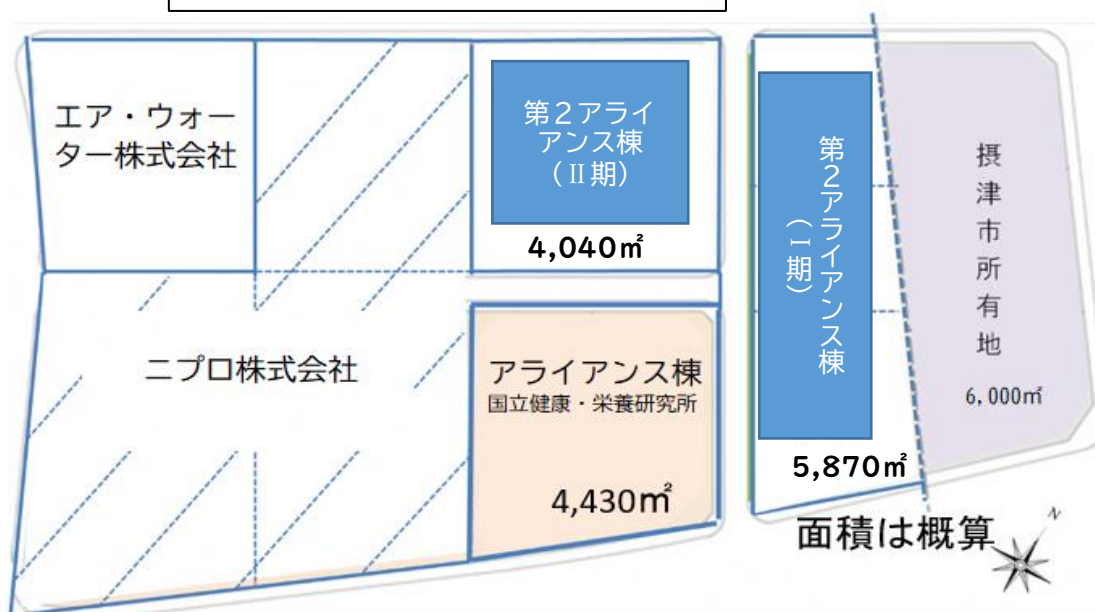 エア・ウォー
ター株式会社
第2アライ
アンス棟
（Ⅱ期）
4,040㎡
第2アライアンス棟
（Ⅰ期）
5,870㎡
摂津市所有地
6,000㎡
ニプロ株式会社
アライアンス棟
国立健康・栄養研究所
4,430㎡
面積は概算
N